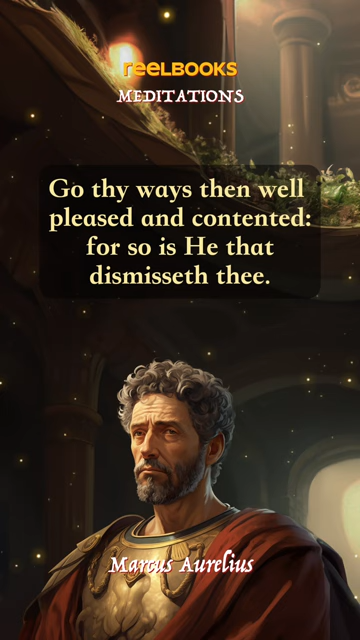 reelBOOKS
MEDITATIONS
Go thy ways then well
pleased and contented:
for so is He that
dismisseth thee.
Marcus Aurelius